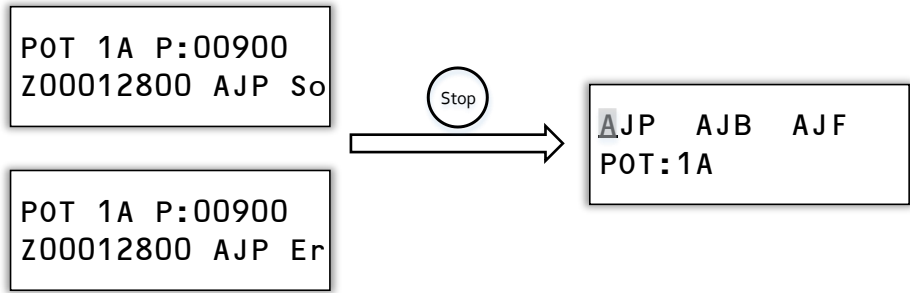 POT 1A P:00900
Z00012800 AJP So
Stop
AJP AJB AJF
POT:1A
POT 1A P:00900
Z00012800 AJP Er